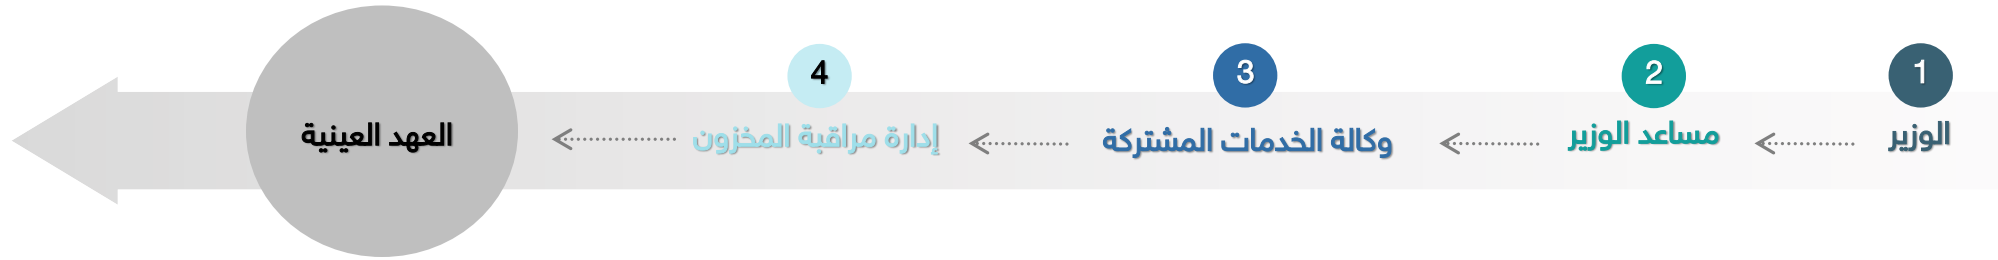 1
الوزير
2
مساعد الوزير
3
وكالة الخدمات المشتركة
4
إدارة مراقبة المخزون
العهد العينية